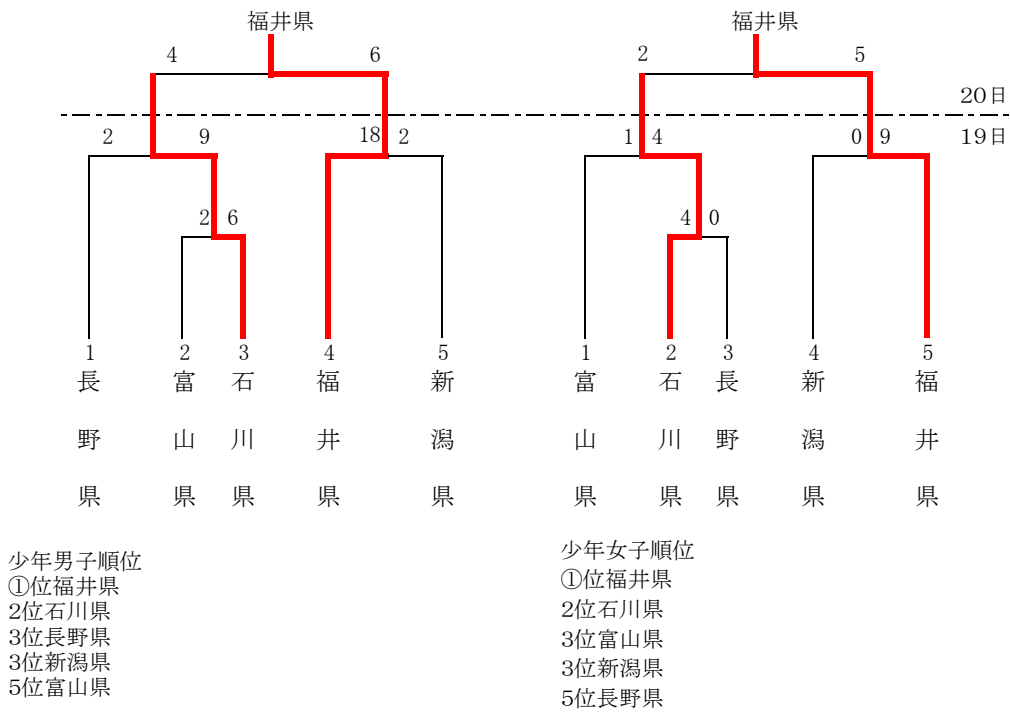 福井県 福井県
4 6 2 5
20日
2 9 18 2 1 4 0 9 19日
2 6 4 0
1 2 3 4 5 1 2 3 4 5
長野県 富山県 石川県 福井県 新潟県 富山県 石川県 長野県 新潟県 福井県
少年男子順位
①位福井県
2位石川県
3位長野県
3位新潟県
5位富山県
少年女子順位
①位福井県
2位石川県
3位富山県
3位新潟県
5位長野県